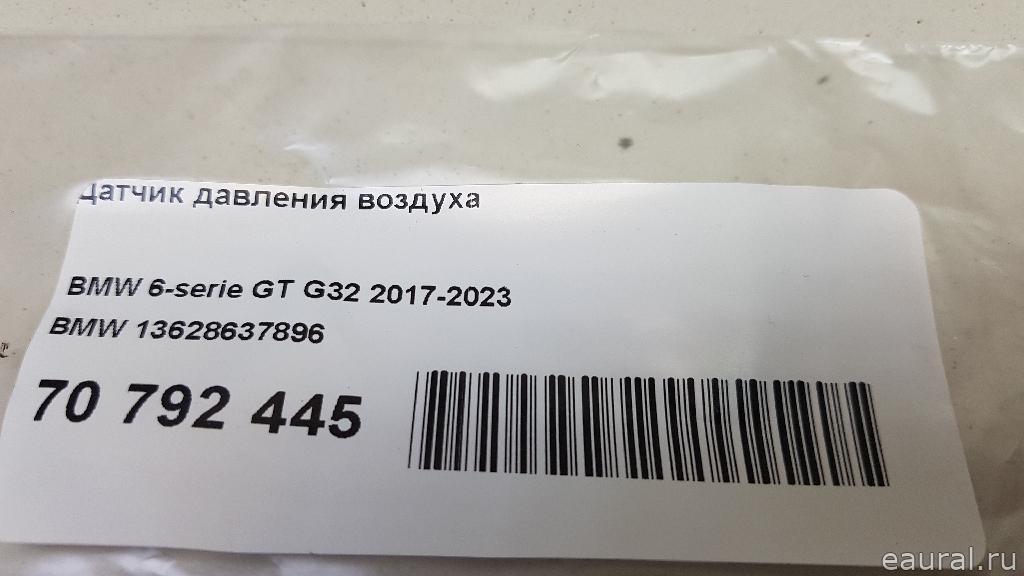 Датчик давления воздуха
BMW 6-serie GT G32 2017-2023
BMW 13628637896
70 792 445
eaural.ru